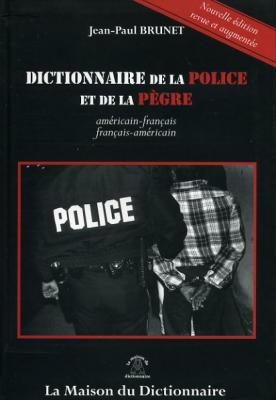 Jean-Paul BRUNET
Nouvelle édition
revue et augmentée
DICTIONNAIRE DE LA POLICE
ET DE LA PÈGRE
américain-français
français-américain
POLICE
La Maison du Dictionnaire